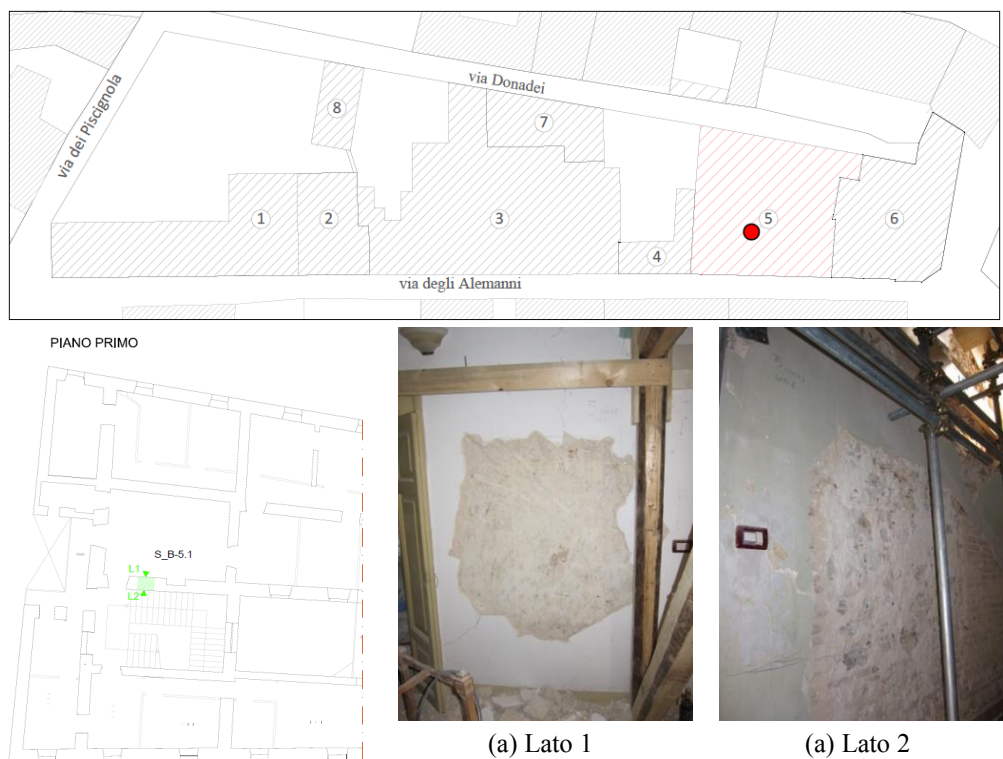 via dei Piscignola
via Donadei
8
7
1
2
3
4
5
6
via degli Alemanni
PIANO PRIMO
S_B-5.1
L1
L2
(a) Lato 1
(a) Lato 2